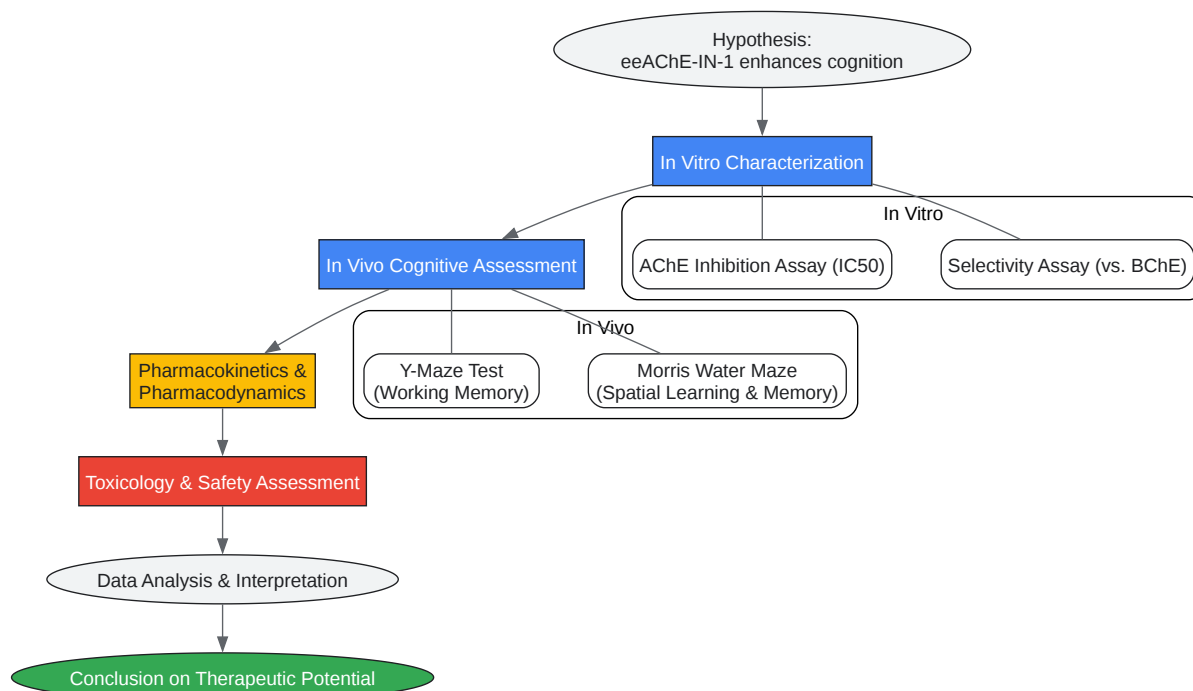 Hypothesis:
eeAChE-IN-1 enhances cognition
In Vitro Characterization
In Vitro
In Vivo Cognitive Assessment
AChE Inhibition Assay (IC50)
Selectivity Assay (vs. BChE)
In Vivo
Pharmacokinetics &
Pharmacodynamics
Y-Maze Test
(Working Memory)
Morris Water Maze
(Spatial Learning & Memory)
Toxicology & Safety Assessment
Data Analysis & Interpretation
Conclusion on Therapeutic Potential